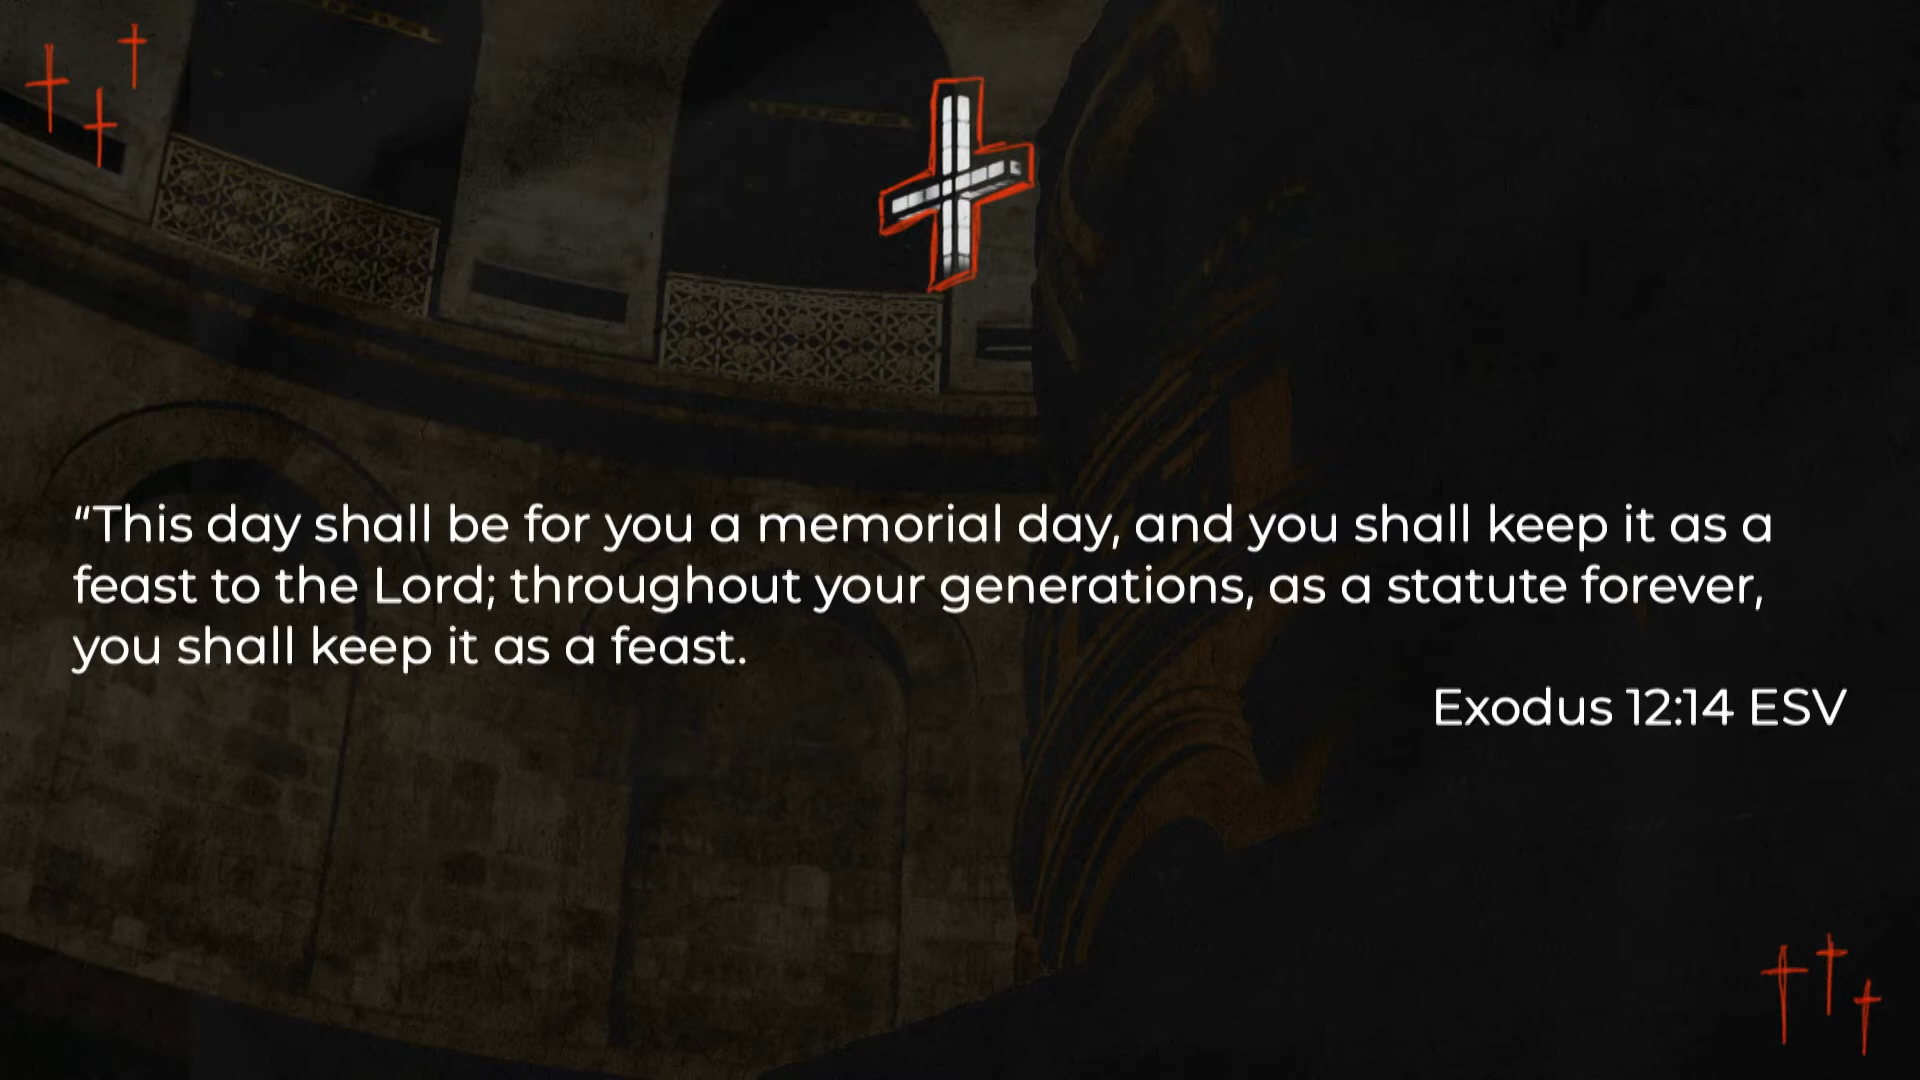 “This day shall be for you a memorial day, and you shall keep it as a
feast to the Lord; throughout your generations, as a statute forever,
you shall keep it as a feast.
Exodus 12:14 ESV